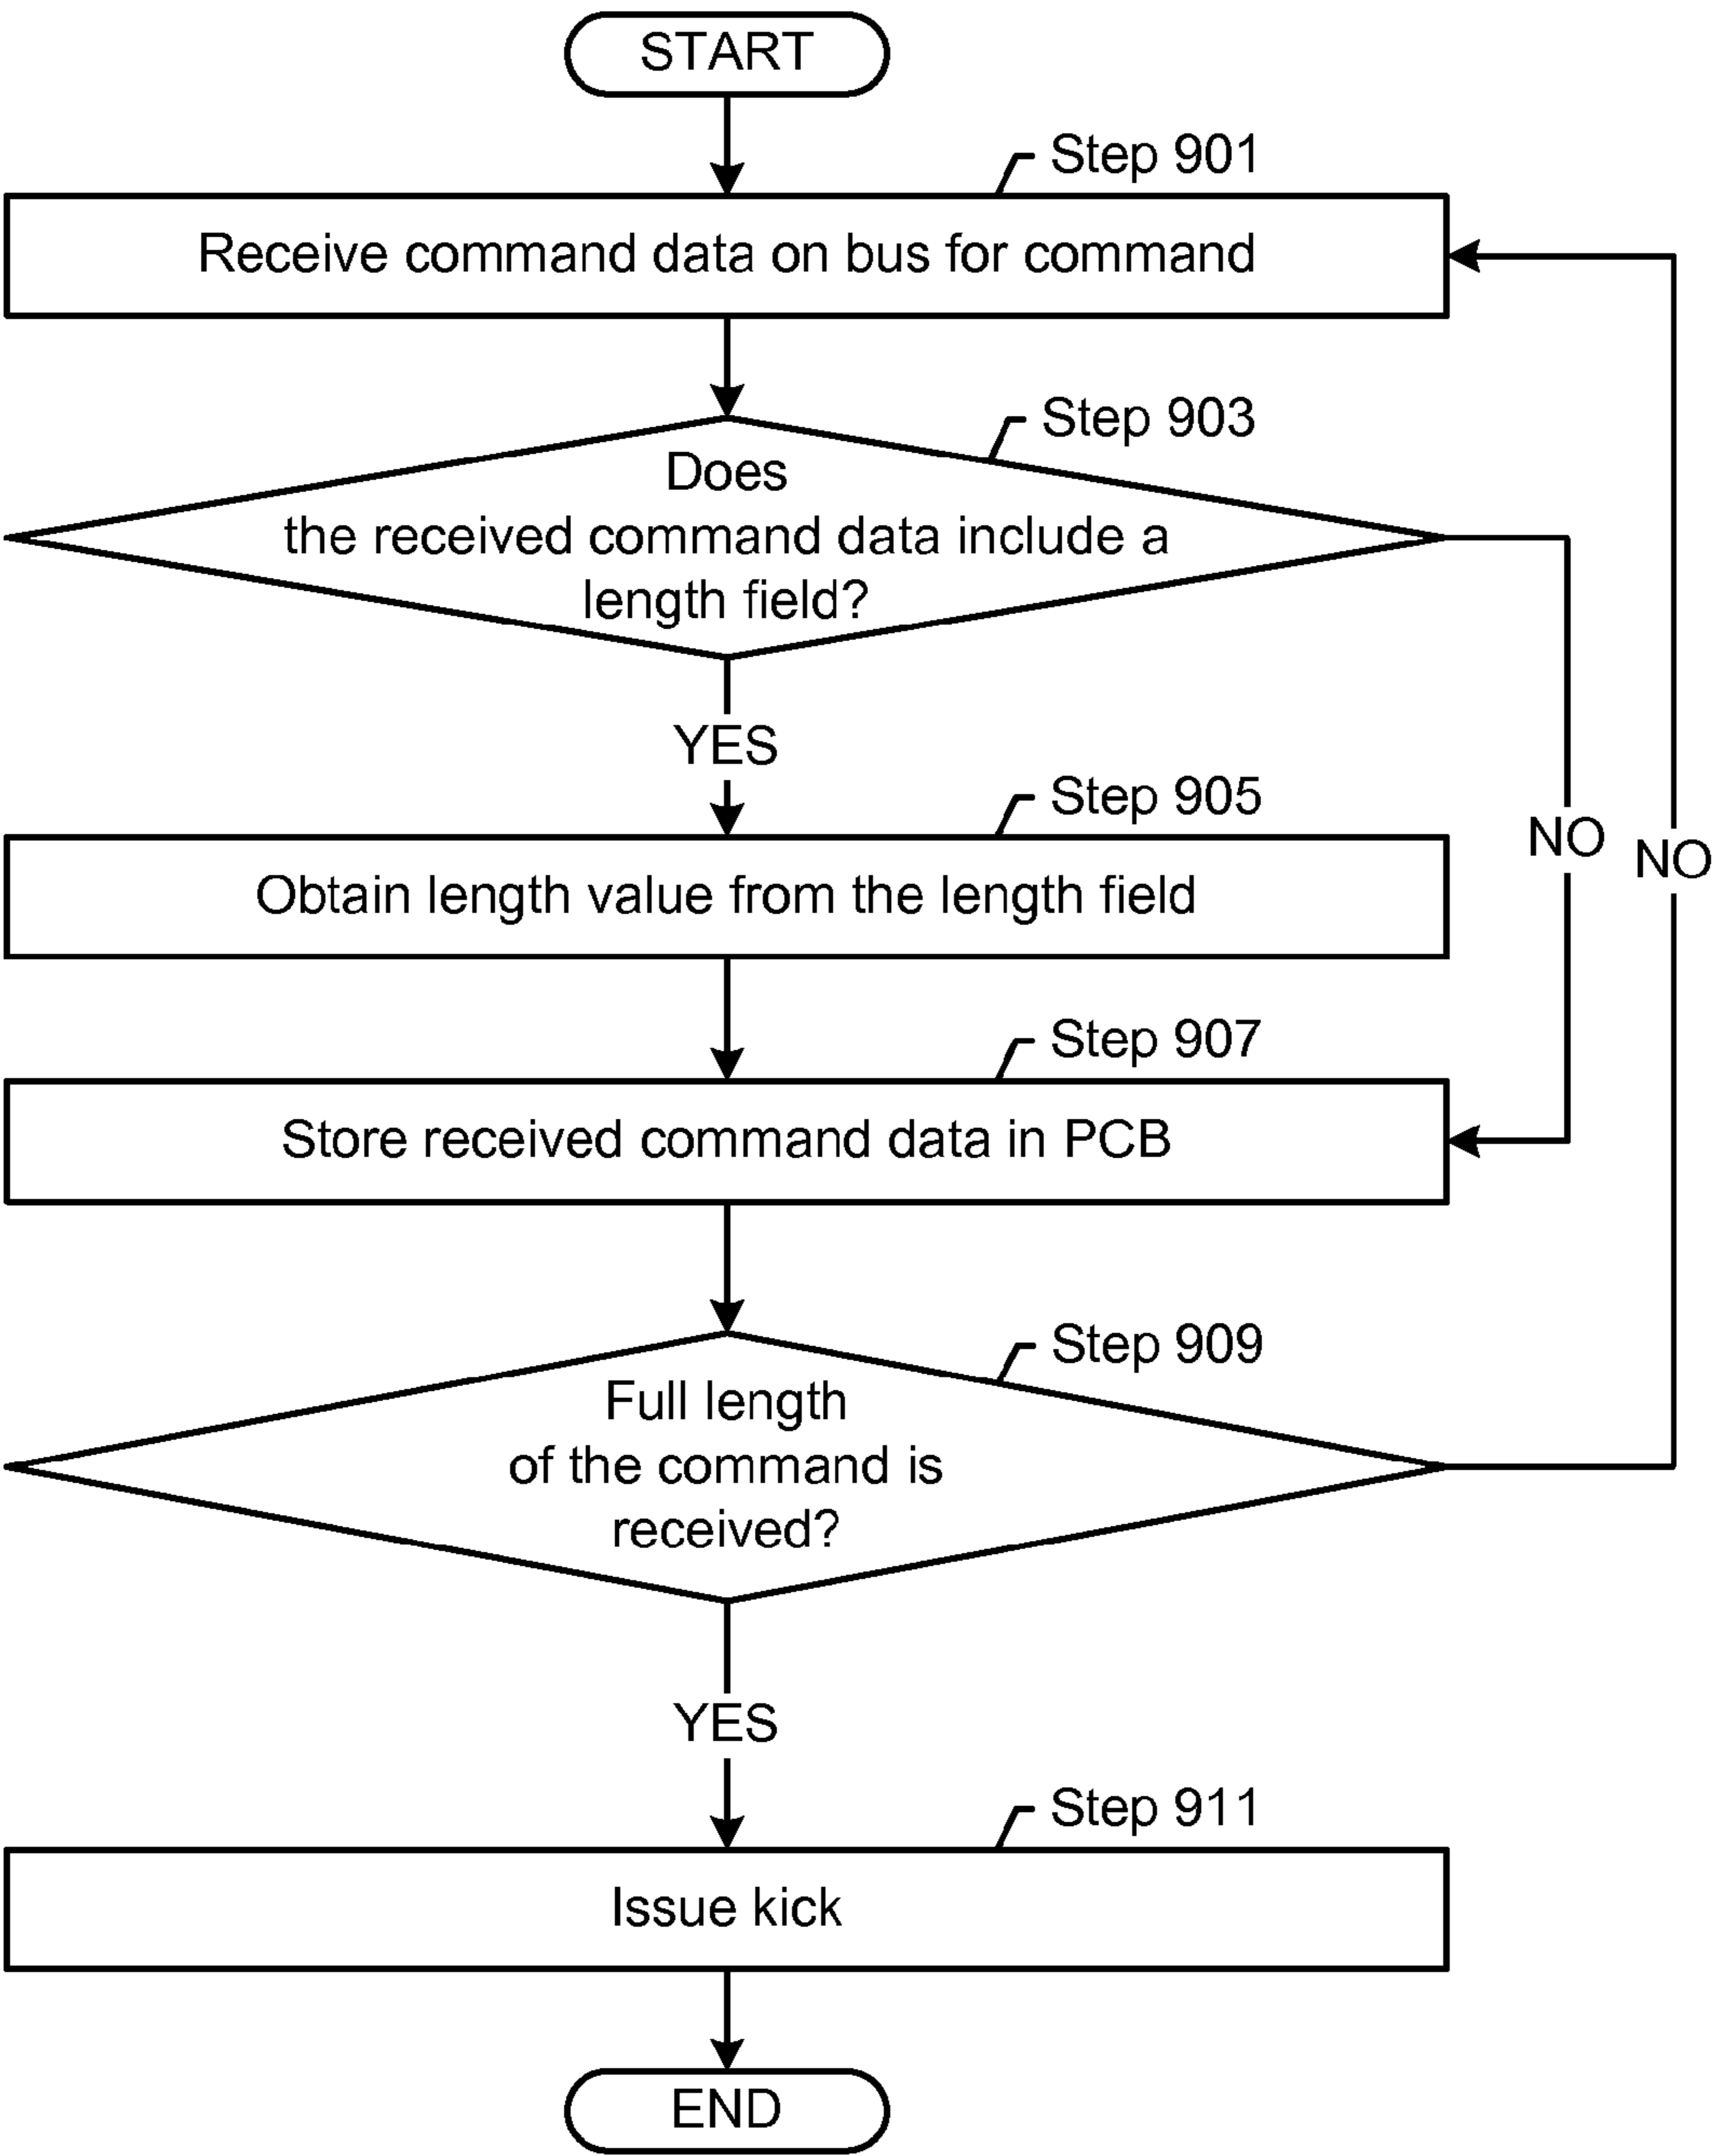 START
Step 901
Receive command data on bus for command
Step 903
Does
the received command data include a
length field?
YES
Step 905
NO
NO
Obtain length value from the length field
Step 907
Store received command data in PCB
Step 909
Full length
of the command is
received?
YES
Step 911
Issue kick
END